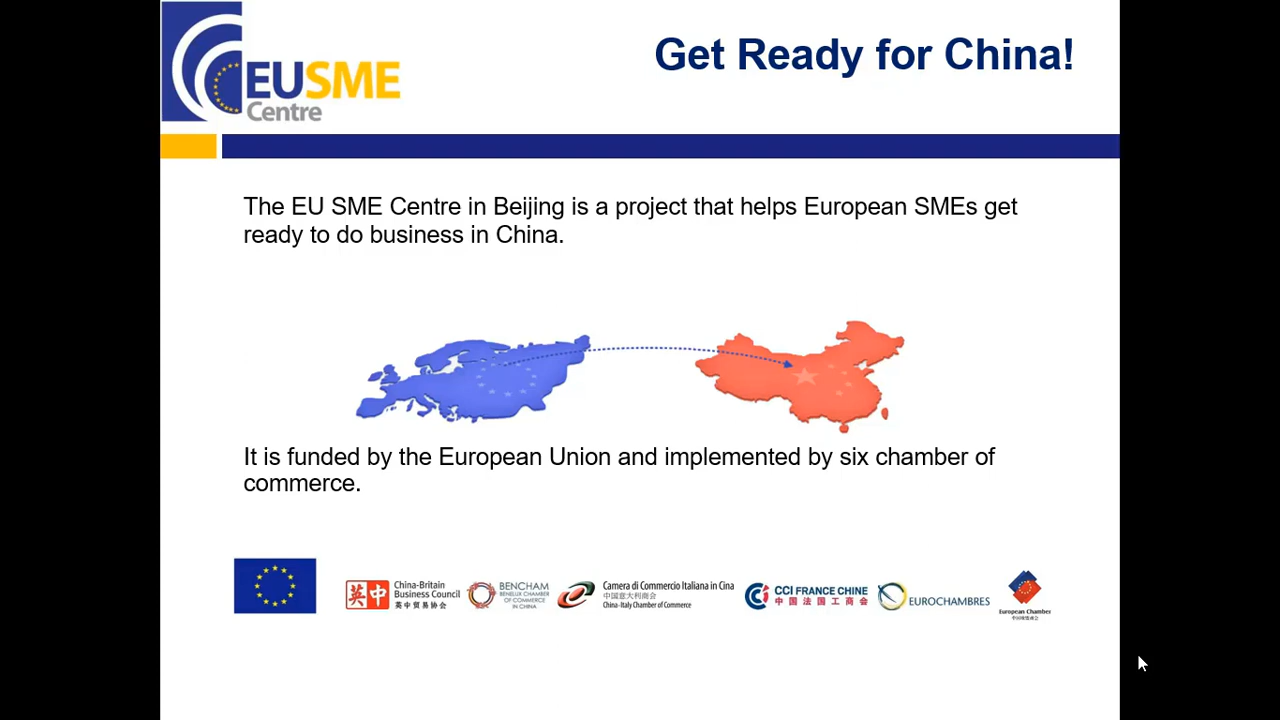 Get Ready for China!
EUSME
Centre
The EU SME Centre in Beijing is a project that helps European SMEs get
ready to do business in China.
It is funded by the European Union and implemented by six chamber of
commerce.
英中
China-Britain
Business Council
英中贸易协会
BENCHAM
BENELUX CHAMBER
OF COMMERCE
IN CHINA
Camera di Commercio Italiana in Cina
中国意大利商会
China-Italy Chamber of Commerce
CCI FRANCE CHINE
中国法国工商会
EUROCHAMBRES
European Chamber